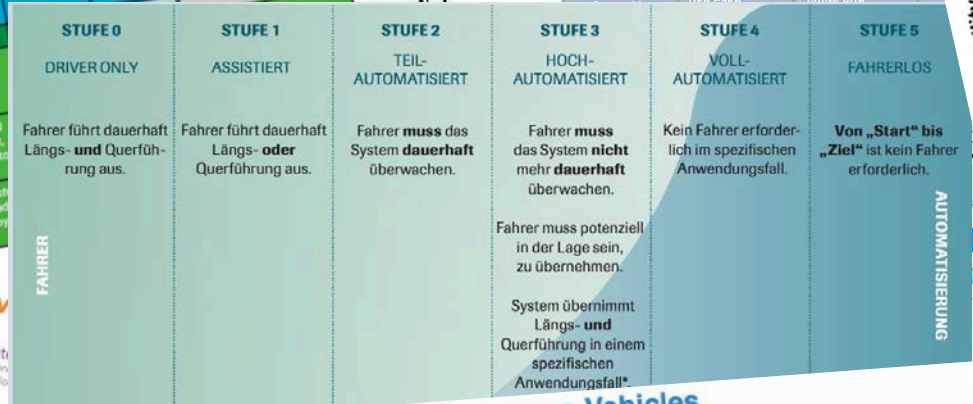 STUFE 0
DRIVER ONLY
Fahrer führt dauerhaft
Längs- und Querfüh-
rung aus.
STUFE 1
ASSISTIERT
Fahrer führt dauerhaft
Längs- oder
Querführung aus.
STUFE 2
TEIL-
AUTOMATISIERT
Fahrer muss das
System dauerhaft
überwachen.
STUFE 3
HOCH-
AUTOMATISIERT
Fahrer muss
das System nicht
mehr dauerhaft
überwachen.
Fahrer muss potenziell
in der Lage sein,
zu übernehmen.
System übernimmt
Längs- und
Querführung in einem
spezifischen
Anwendungsfall*.
STUFE 4
VOLL-
AUTOMATISIERT
Kein Fahrer erforder-
lich im spezifischen
Anwendungsfall.
STUFE 5
FAHRERLOS
Von „Start“ bis
„Ziel“ ist kein Fahrer
erforderlich.
FAHRER
AUTOMATISIERUNG
Vehicles